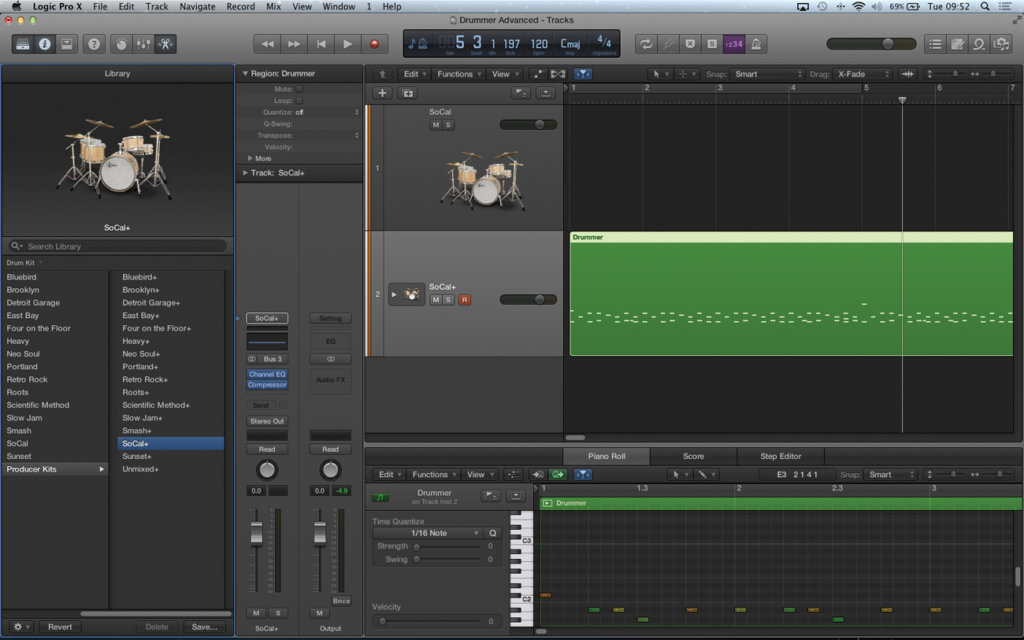 Logic Pro X File Edit Track Navigate Record Mix View Window 1 Help 69% Tue 09:52
Drummer Advanced - Tracks
5 3 1 197 120 Cmaj 4/4
bar beat div tick bpm key signature
1234
Library
Region: Drummer
Mute:
Loop:
Quantize: off
Q-Swing:
Transpose:
Velocity:
More
Track: SoCal+
Edit Functions View Snap: Smart Drag: X-Fade
1 2 3 4 5 6 7
SoCal
M S
1
Drummer
SoCal+
M S R
2
SoCal+
Search Library
Drum Kit
Bluebird Bluebird+
Brooklyn Brooklyn+
Detroit Garage Detroit Garage+
East Bay East Bay+
Four on the Floor Four on the Floor+
Heavy Heavy+
Neo Soul Neo Soul+
Portland Portland+
Retro Rock Retro Rock+
Roots Roots+
Scientific Method Scientific Method+
Slow Jam Slow Jam+
Smash Smash+
SoCal SoCal+
Sunset Sunset+
Producer Kits Unmixed+
Revert Delete Save...
SoCal+ Setting
EQ
Bus 3
Channel EQ
Compressor
Audio FX
Send
Stereo Out
Read Read
0.0 0.0 -4.9
Bnce
M S M
SoCal+ Output
Piano Roll Score Step Editor
Edit Functions View E3 2 1 4 1 Snap: Smart
Drummer
on Track Inst 2
1 1.3 2 2.3 3
Drummer
Time Quantize
1/16 Note Q
Strength 0
Swing 0
Velocity
0
C3
C2